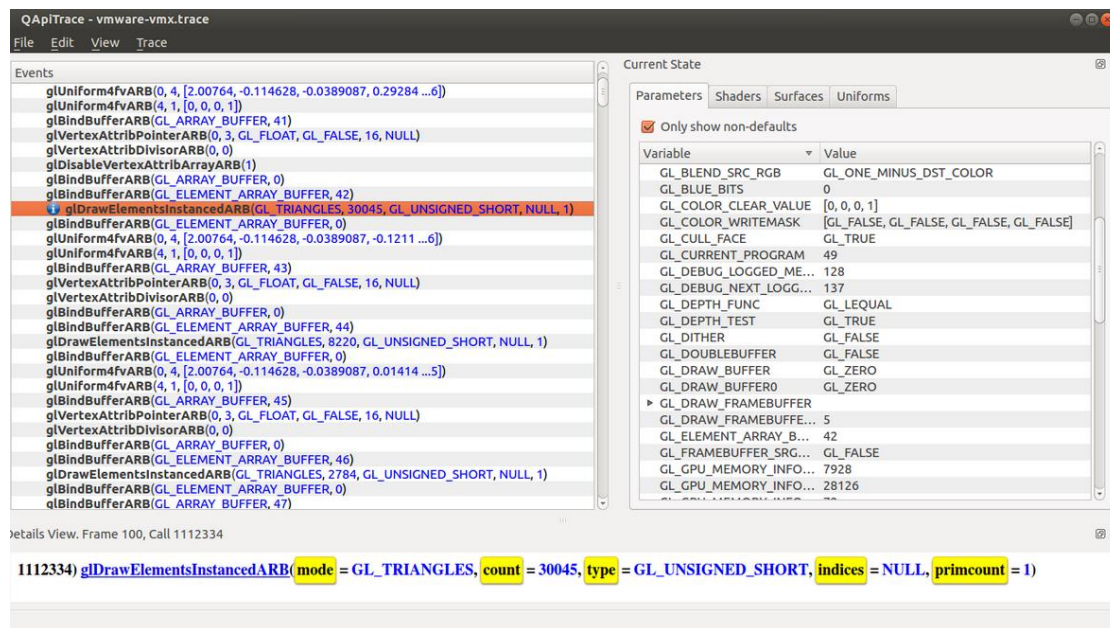 QApiTrace - vmware-vmx.trace
File Edit View Trace
Events
glUniform4fvARB(0, 4, [2.00764, -0.114628, -0.0389087, 0.29284 ...6])
glUniform4fvARB(4, 1, [0, 0, 0, 1])
glBindBufferARB(GL_ARRAY_BUFFER, 41)
glVertexAttribPointerARB(0, 3, GL_FLOAT, GL_FALSE, 16, NULL)
glVertexAttribDivisorARB(0, 0)
glDisableVertexAttribArrayARB(1)
glBindBufferARB(GL_ARRAY_BUFFER, 0)
glBindBufferARB(GL_ELEMENT_ARRAY_BUFFER, 42)
glDrawElementsInstancedARB(GL_TRIANGLES, 30045, GL_UNSIGNED_SHORT, NULL, 1)
glBindBufferARB(GL_ELEMENT_ARRAY_BUFFER, 0)
glUniform4fvARB(0, 4, [2.00764, -0.114628, -0.0389087, -0.1211 ...6])
glUniform4fvARB(4, 1, [0, 0, 0, 1])
glBindBufferARB(GL_ARRAY_BUFFER, 43)
glVertexAttribPointerARB(0, 3, GL_FLOAT, GL_FALSE, 16, NULL)
glVertexAttribDivisorARB(0, 0)
glBindBufferARB(GL_ARRAY_BUFFER, 0)
glBindBufferARB(GL_ELEMENT_ARRAY_BUFFER, 44)
glDrawElementsInstancedARB(GL_TRIANGLES, 8220, GL_UNSIGNED_SHORT, NULL, 1)
glBindBufferARB(GL_ELEMENT_ARRAY_BUFFER, 0)
glUniform4fvARB(0, 4, [2.00764, -0.114628, -0.0389087, 0.01414 ...5])
glUniform4fvARB(4, 1, [0, 0, 0, 1])
glBindBufferARB(GL_ARRAY_BUFFER, 45)
glVertexAttribPointerARB(0, 3, GL_FLOAT, GL_FALSE, 16, NULL)
glVertexAttribDivisorARB(0, 0)
glBindBufferARB(GL_ARRAY_BUFFER, 0)
glBindBufferARB(GL_ELEMENT_ARRAY_BUFFER, 46)
glDrawElementsInstancedARB(GL_TRIANGLES, 2784, GL_UNSIGNED_SHORT, NULL, 1)
glBindBufferARB(GL_ELEMENT_ARRAY_BUFFER, 0)
glBindBufferARB(GL_ARRAY_BUFFER, 47)
Current State
Parameters Shaders Surfaces Uniforms
Only show non-defaults
Variable Value
GL_BLEND_SRC_RGB GL_ONE_MINUS_DST_COLOR
GL_BLUE_BITS 0
GL_COLOR_CLEAR_VALUE [0, 0, 0, 1]
GL_COLOR_WRITEMASK [GL_FALSE, GL_FALSE, GL_FALSE, GL_FALSE]
GL_CULL_FACE GL_TRUE
GL_CURRENT_PROGRAM 49
GL_DEBUG_LOGGED_ME... 128
GL_DEBUG_NEXT_LOGG... 137
GL_DEPTH_FUNC GL_LEQUAL
GL_DEPTH_TEST GL_TRUE
GL_DITHER GL_FALSE
GL_DOUBLEBUFFER GL_FALSE
GL_DRAW_BUFFER GL_ZERO
GL_DRAW_BUFFER0 GL_ZERO
GL_DRAW_FRAMEBUFFER
GL_DRAW_FRAMEBUFFE... 5
GL_ELEMENT_ARRAY_B... 42
GL_FRAMEBUFFER_SRG... GL_FALSE
GL_GPU_MEMORY_INFO... 7928
GL_GPU_MEMORY_INFO... 28126
Details View. Frame 100, Call 1112334
1112334) glDrawElementsInstancedARB(mode = GL_TRIANGLES, count = 30045, type = GL_UNSIGNED_SHORT, indices = NULL, primcount = 1)